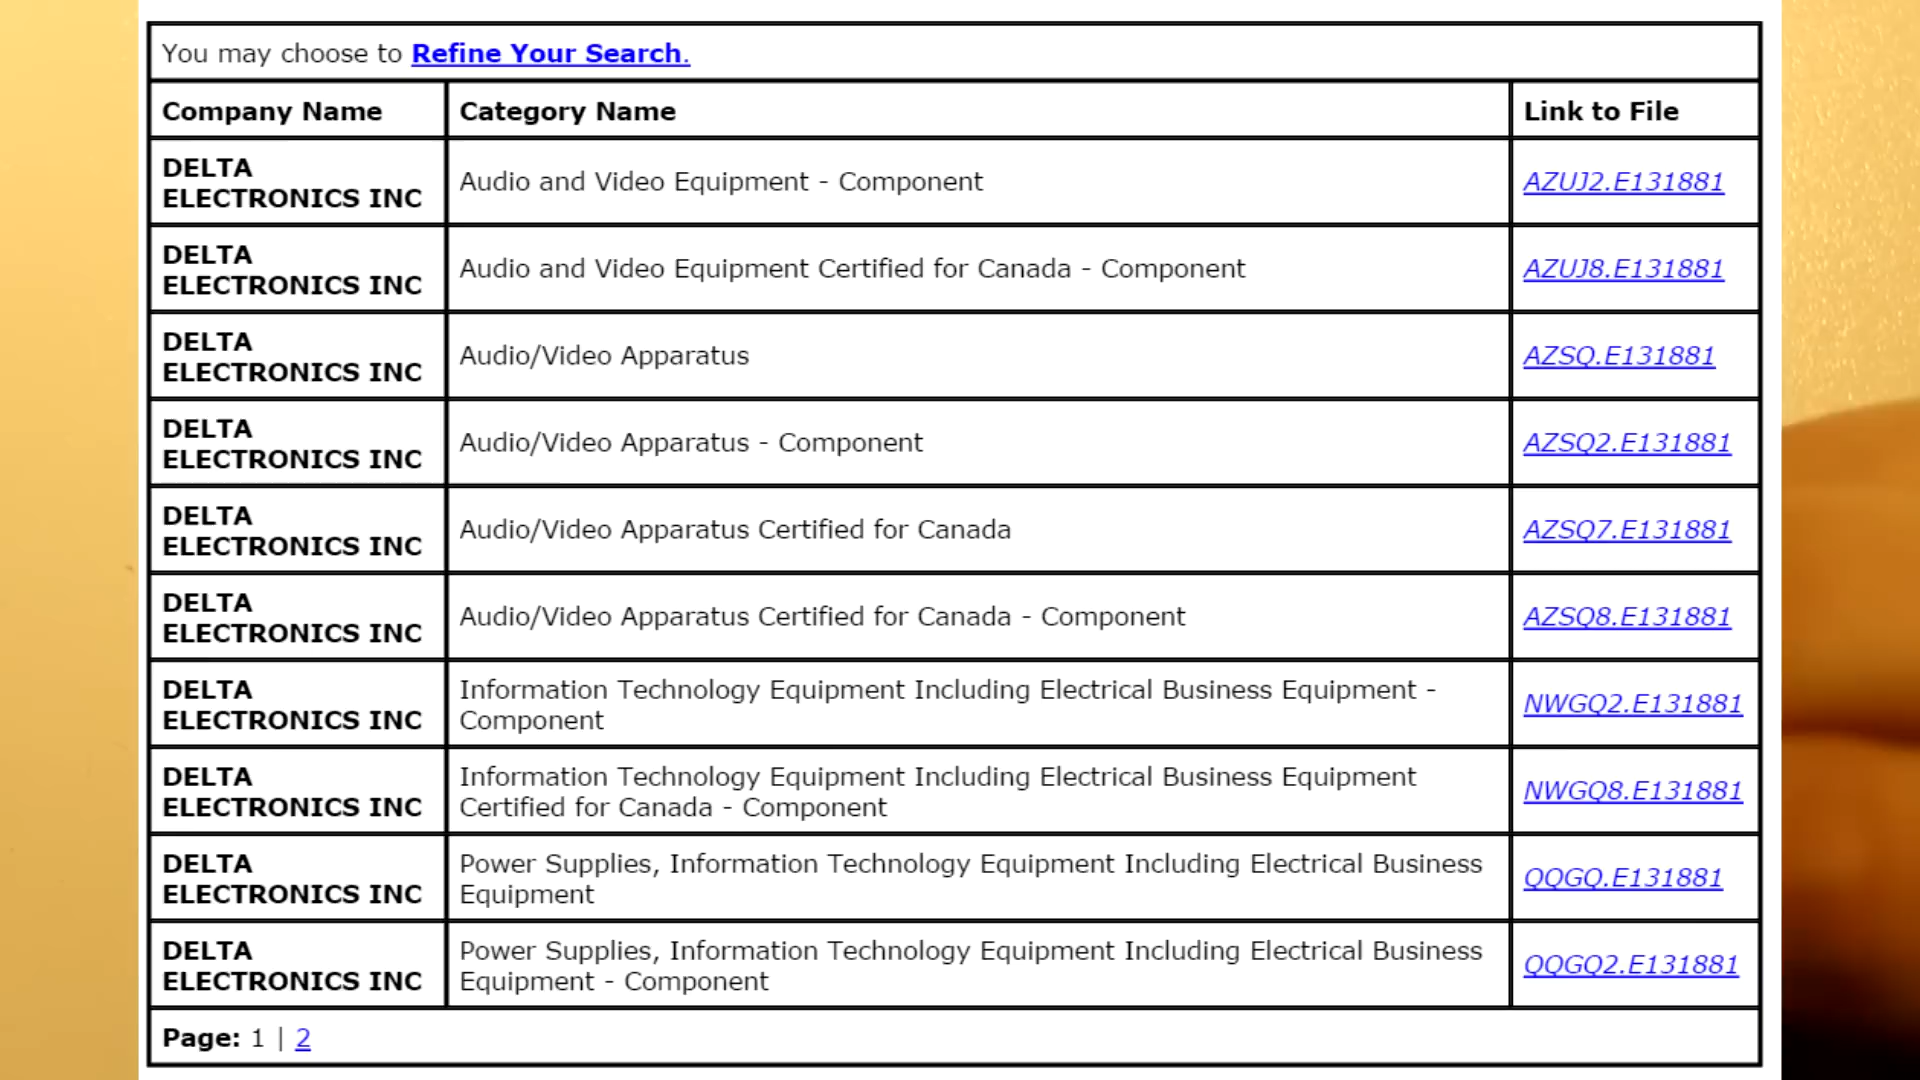 You may choose to Refine Your Search.
Company Name Category Name Link to File
DELTA
ELECTRONICS INC
Audio and Video Equipment - Component
AZUJ2.E131881
DELTA
ELECTRONICS INC
Audio and Video Equipment Certified for Canada - Component
AZUJ8.E131881
DELTA
ELECTRONICS INC
Audio/Video Apparatus
AZSQ.E131881
DELTA
ELECTRONICS INC
Audio/Video Apparatus - Component
AZSQ2.E131881
DELTA
ELECTRONICS INC
Audio/Video Apparatus Certified for Canada
AZSQ7.E131881
DELTA
ELECTRONICS INC
Audio/Video Apparatus Certified for Canada - Component
AZSQ8.E131881
DELTA
ELECTRONICS INC
Information Technology Equipment Including Electrical Business Equipment -
Component
NWGQ2.E131881
DELTA
ELECTRONICS INC
Information Technology Equipment Including Electrical Business Equipment
Certified for Canada - Component
NWGQ8.E131881
DELTA
ELECTRONICS INC
Power Supplies, Information Technology Equipment Including Electrical Business
Equipment
QQGQ.E131881
DELTA
ELECTRONICS INC
Power Supplies, Information Technology Equipment Including Electrical Business
Equipment - Component
QQGQ2.E131881
Page: 1 | 2